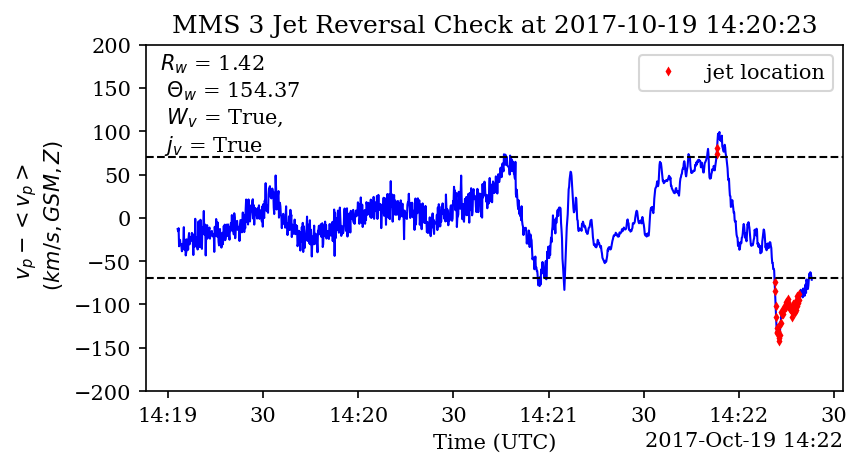 MMS 3 Jet Reversal Check at 2017-10-19 14:20:23
R_w = 1.42
Θ_w = 154.37
W_v = True,
j_v = True
jet location
200
150
100
50
0
−50
−100
−150
−200
v_p − < v_p >
(km/s, GSM, Z)
14:19 30 14:20 30 14:21 30 14:22 30
Time (UTC)
2017-Oct-19 14:22